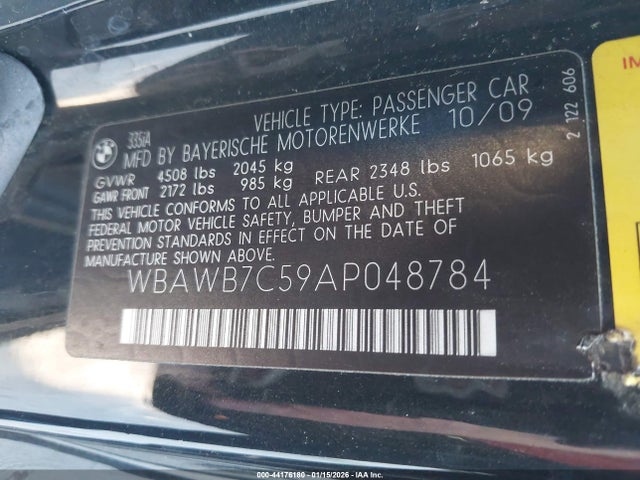 BMW
335iA
VEHICLE TYPE: PASSENGER CAR
MFD BY BAYERISCHE MOTORENWERKE 10/09
GVWR 4508 lbs 2045 kg
GAWR FRONT 2172 lbs 985 kg REAR 2348 lbs 1065 kg
THIS VEHICLE CONFORMS TO ALL APPLICABLE U.S.
FEDERAL MOTOR VEHICLE SAFETY, BUMPER AND THEFT
PREVENTION STANDARDS IN EFFECT ON THE DATE OF
MANUFACTURE SHOWN ABOVE.
WBAWB7C59AP048784
2 122 606
IM
000-44176180 - 01/15/2026 - IAA Inc.